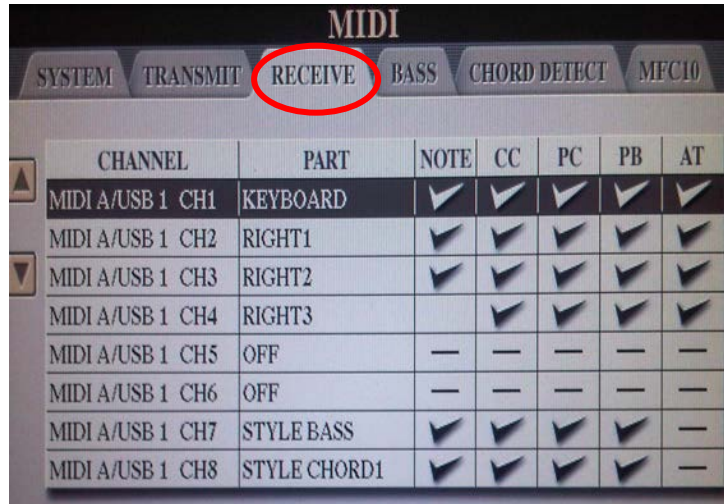 MIDI
SYSTEM TRANSMIT RECEIVE BASS CHORD DETECT MFC10
CHANNEL PART NOTE CC PC PB AT
MIDI A/USB 1 CH1 KEYBOARD
MIDI A/USB 1 CH2 RIGHT1
MIDI A/USB 1 CH3 RIGHT2
MIDI A/USB 1 CH4 RIGHT3
MIDI A/USB 1 CH5 OFF — — — — —
MIDI A/USB 1 CH6 OFF — — — — —
MIDI A/USB 1 CH7 STYLE BASS —
MIDI A/USB 1 CH8 STYLE CHORD1 —